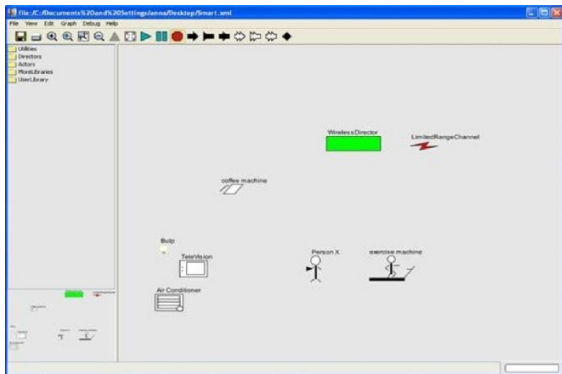 file:/C:/Documents%20and%20Settings/anna/Desktop/Smart.xml
File View Edit Graph Debug Help
Utilities
Directors
Actors
MoreLibraries
UserLibrary
WirelessDirector
LimitedRangeChannel
coffee machine
Bulp
TeleVision
Person X
exercise machine
Air Conditioner